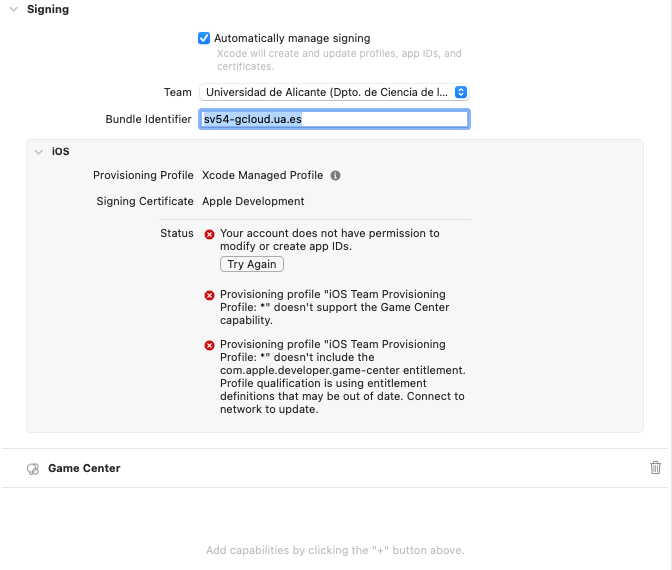 Signing
Automatically manage signing
Xcode will create and update profiles, app IDs, and
certificates.
Team Universidad de Alicante (Dpto. de Ciencia de l...
Bundle Identifier sv54-gcloud.ua.es
iOS
Provisioning Profile Xcode Managed Profile
Signing Certificate Apple Development
Status Your account does not have permission to
modify or create app IDs.
Try Again
Provisioning profile "iOS Team Provisioning
Profile: *" doesn't support the Game Center
capability.
Provisioning profile "iOS Team Provisioning
Profile: *" doesn't include the
com.apple.developer.game-center entitlement.
Profile qualification is using entitlement
definitions that may be out of date. Connect to
network to update.
Game Center
Add capabilities by clicking the "+" button above.